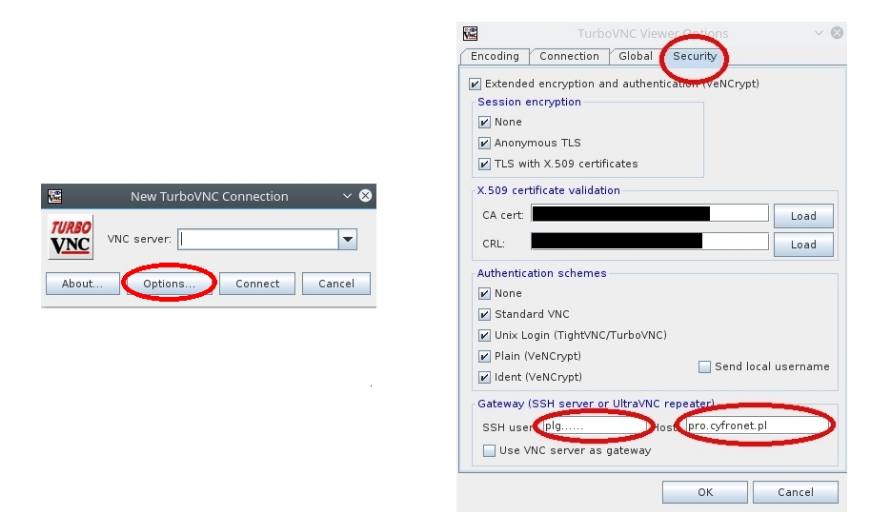 New TurboVNC Connection
TURBO
VNC
VNC server:
About... Options... Connect Cancel
TurboVNC Viewer Options
Encoding Connection Global Security
Extended encryption and authentication (VeNCrypt)
Session encryption
None
Anonymous TLS
TLS with X.509 certificates
X.509 certificate validation
CA cert: Load
CRL: Load
Authentication schemes
None
Standard VNC
Unix Login (TightVNC/TurboVNC)
Plain (VeNCrypt)
Send local username
Ident (VeNCrypt)
Gateway (SSH server or UltraVNC repeater)
SSH user plg...... Host pro.cyfronet.pl
Use VNC server as gateway
OK Cancel